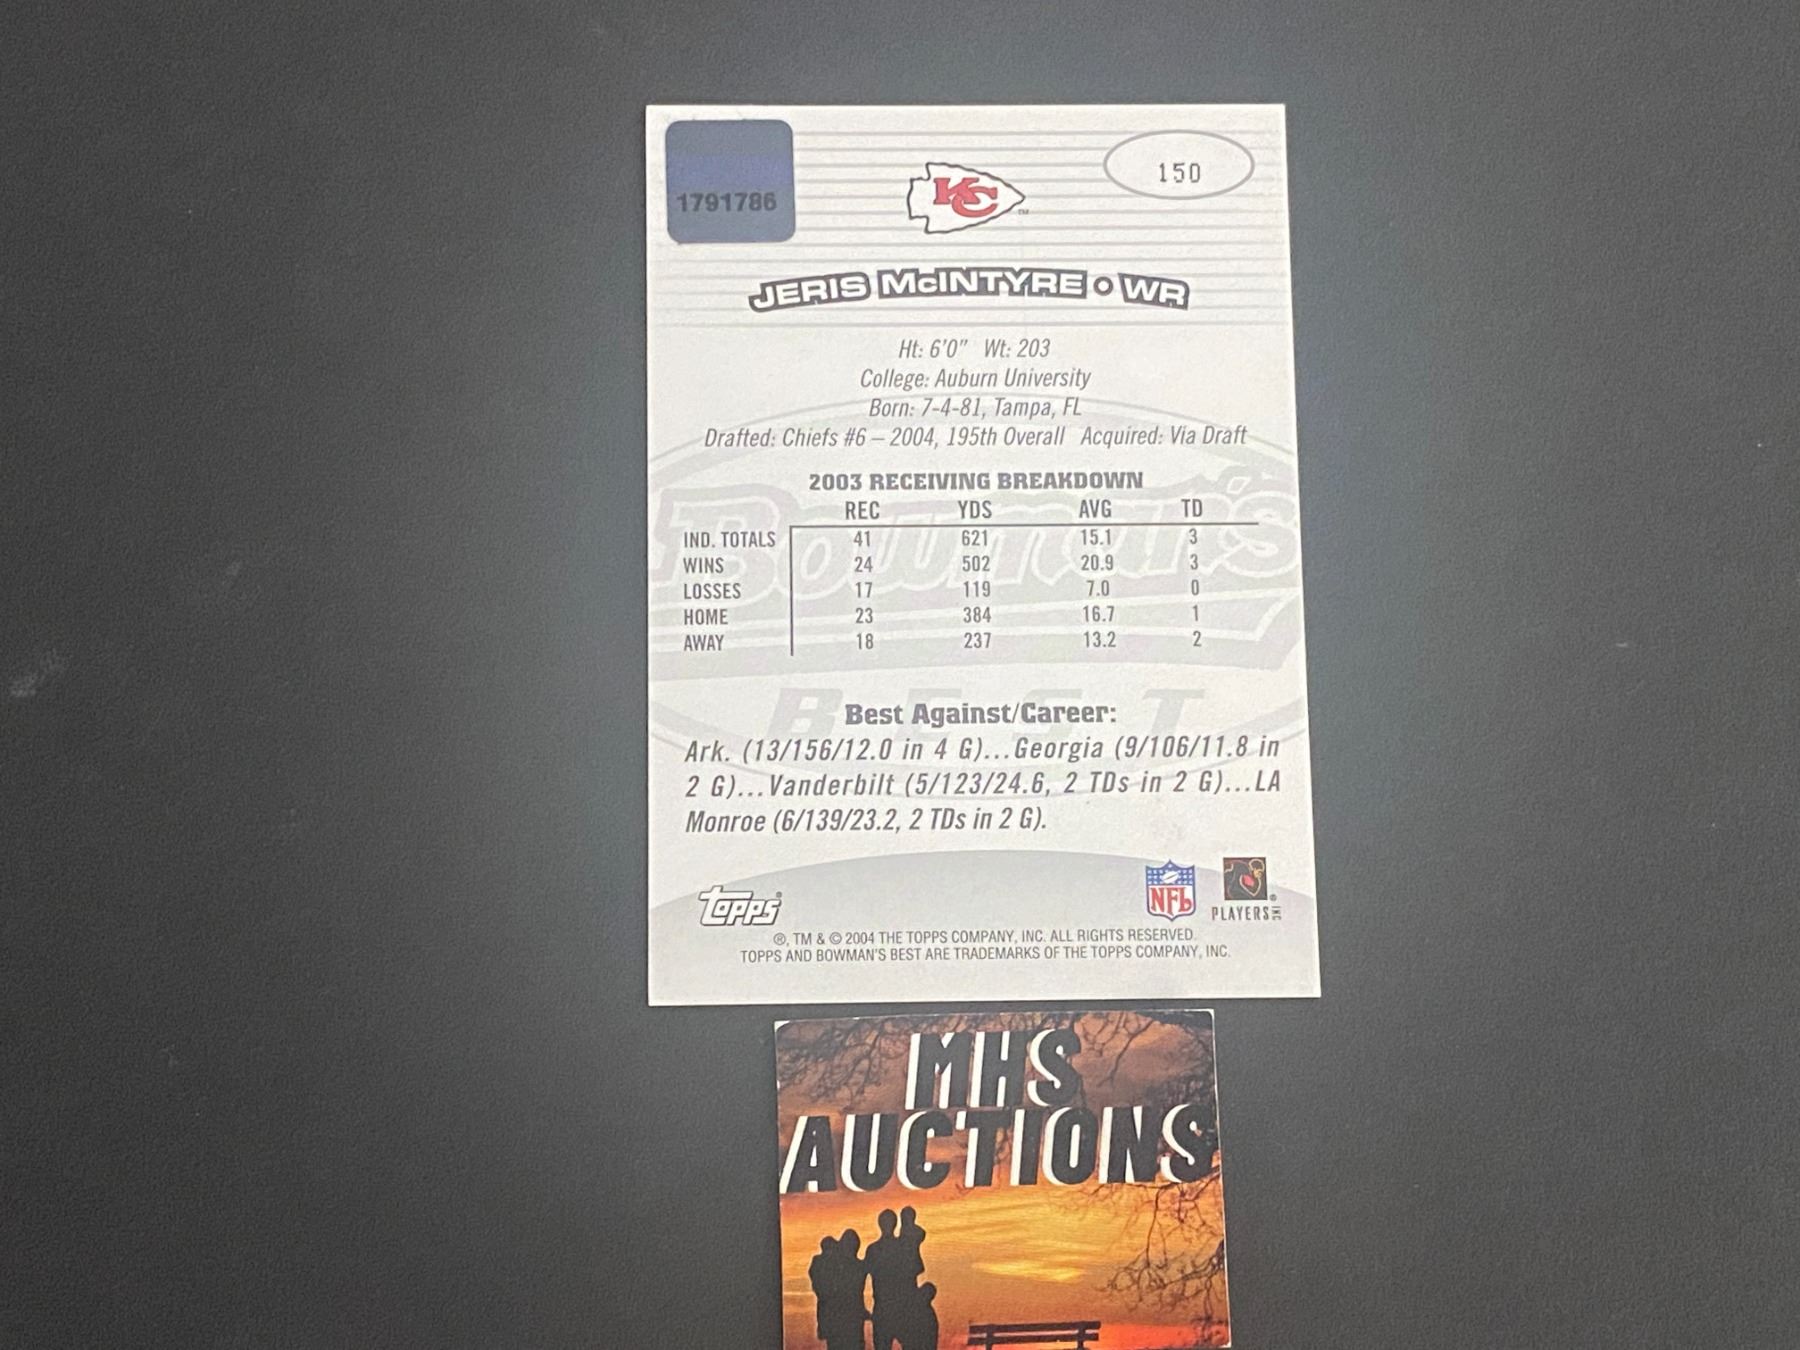 1791786
KC
TM
150
JERIS McINTYRE • WR
Ht: 6'0" Wt: 203
College: Auburn University
Born: 7-4-81, Tampa, FL
Drafted: Chiefs #6 – 2004, 195th Overall Acquired: Via Draft
2003 RECEIVING BREAKDOWN
REC YDS AVG TD
IND. TOTALS 41 621 15.1 3
WINS 24 502 20.9 3
LOSSES 17 119 7.0 0
HOME 23 384 16.7 1
AWAY 18 237 13.2 2
Bowman's
BEST
Best Against/Career:
Ark. (13/156/12.0 in 4 G)...Georgia (9/106/11.8 in
2 G)...Vanderbilt (5/123/24.6, 2 TDs in 2 G)...LA
Monroe (6/139/23.2, 2 TDs in 2 G).
topps®
NFL
PLAYERS INC ®
®, TM & © 2004 THE TOPPS COMPANY, INC. ALL RIGHTS RESERVED.
TOPPS AND BOWMAN'S BEST ARE TRADEMARKS OF THE TOPPS COMPANY, INC.
MHS
AUCTIONS